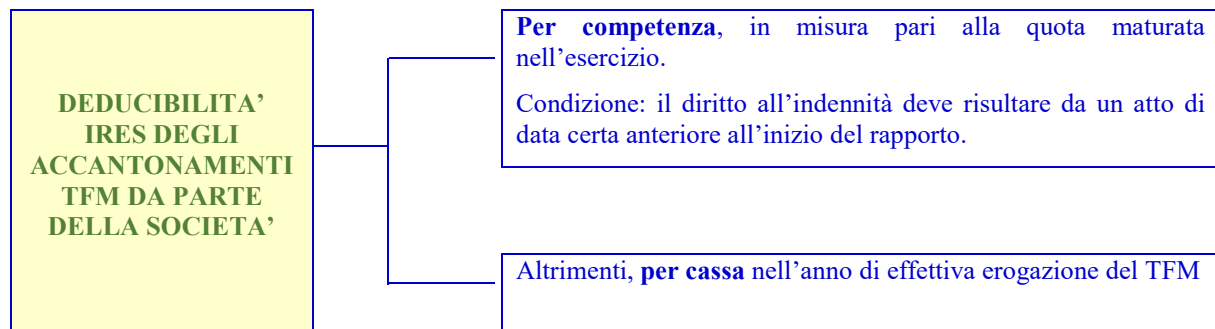 DEDUCIBILITA’
IRES DEGLI
ACCANTONAMENTI
TFM DA PARTE
DELLA SOCIETA’
Per competenza, in misura pari alla quota maturata
nell’esercizio.
Condizione: il diritto all’indennità deve risultare da un atto di
data certa anteriore all’inizio del rapporto.
Altrimenti, per cassa nell’anno di effettiva erogazione del TFM